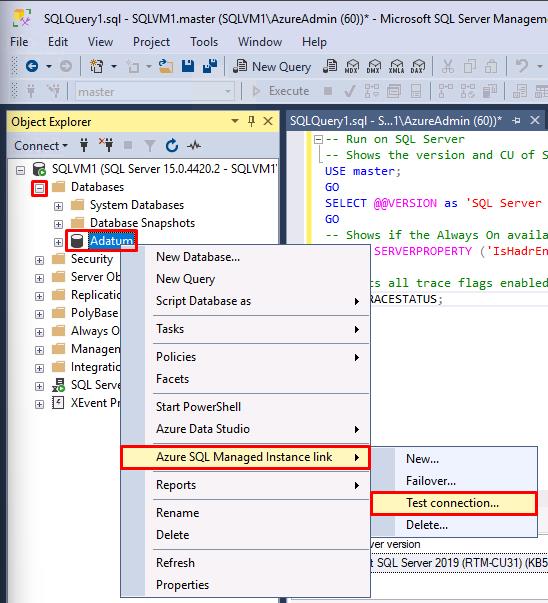 SQLQuery1.sql - SQLVM1.master (SQLVM1\AzureAdmin (60))* - Microsoft SQL Server Managem
File Edit View Project Tools Window Help
New Query MDX DMX XMLA DAX
master Execute
Object Explorer
SQLQuery1.sql - S...1\AzureAdmin (60))*
Connect
-- Run on SQL Server
-- Shows the version and CU of S
USE master;
GO
SELECT @@VERSION as 'SQL Server
GO
-- Shows if the Always On avail
SERVERPROPERTY ('IsHadrEn
ts all trace flags enabled
RACESTATUS;
SQLVM1 (SQL Server 15.0.4420.2 - SQLVM1\
Databases
System Databases
Database Snapshots
Adatum
Security
Server Ob
Replicatio
PolyBase
Always O
Managem
Integratio
SQL Serve
XEvent Pr
New Database...
New Query
Script Database as
Tasks
Policies
Facets
Start PowerShell
Azure Data Studio
Azure SQL Managed Instance link
Reports
Rename
Delete
Refresh
Properties
New...
Failover...
Test connection...
Delete...
ver version
t SQL Server 2019 (RTM-CU31) (KB5